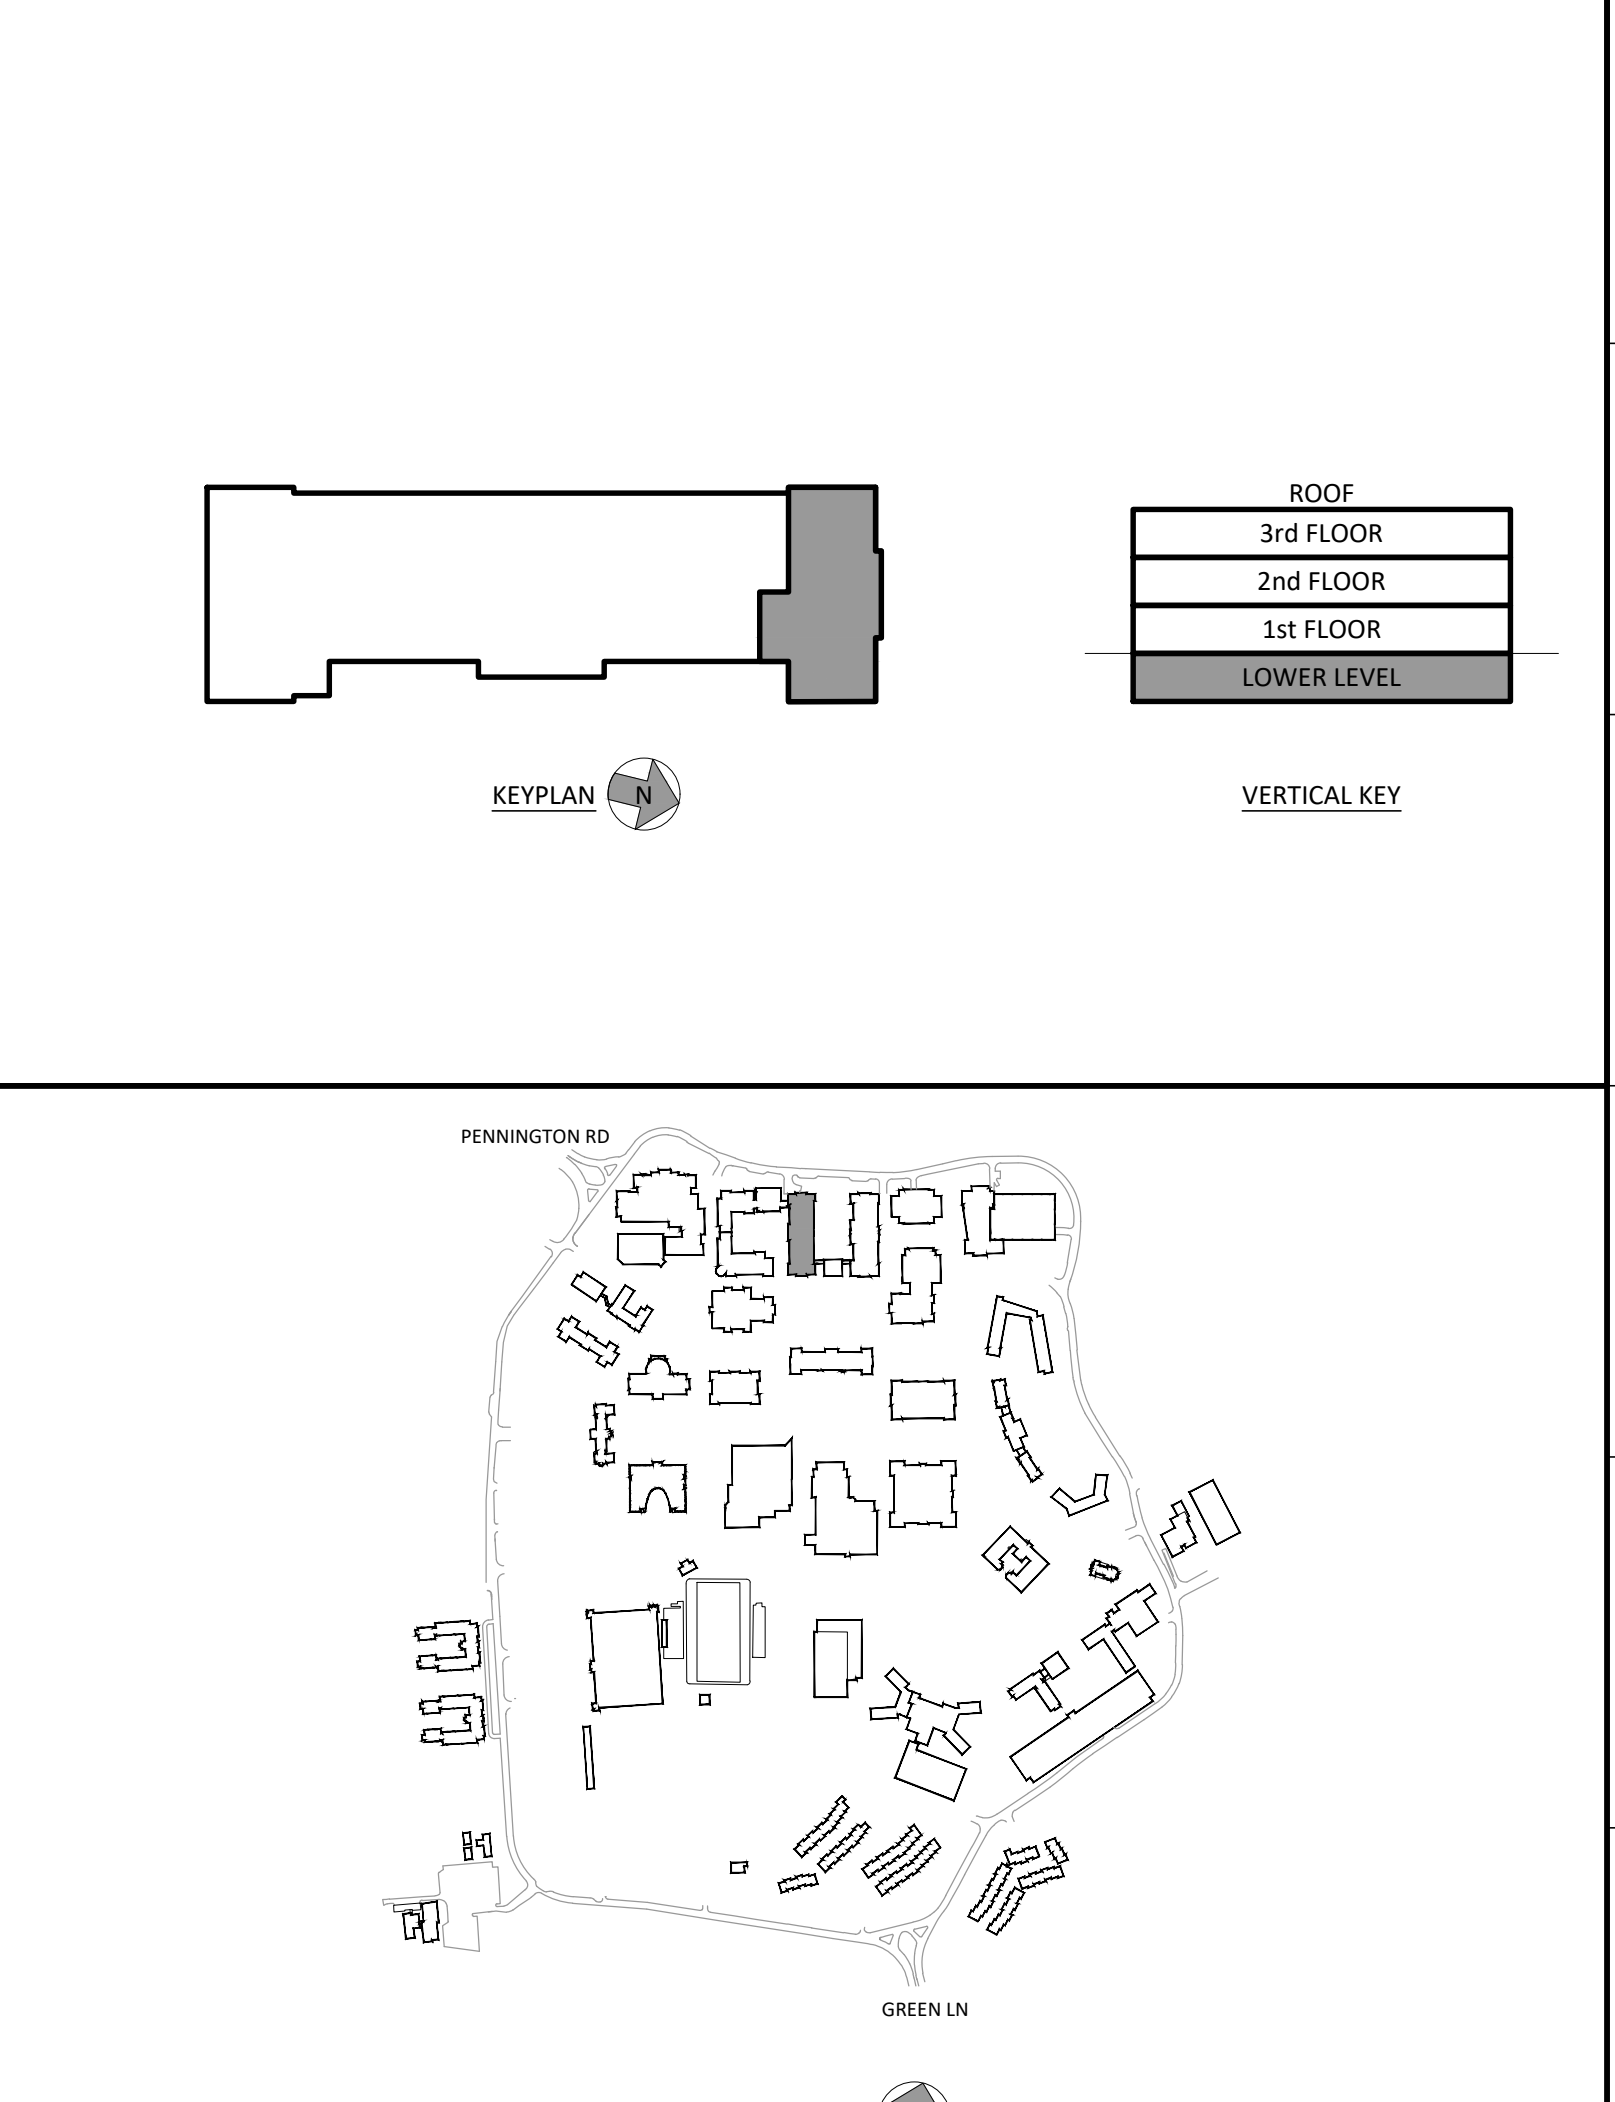 ROOF
3rd FLOOR
2nd FLOOR
1st FLOOR
LOWER LEVEL
KEYPLAN
N
VERTICAL KEY
PENNINGTON RD
GREEN LN